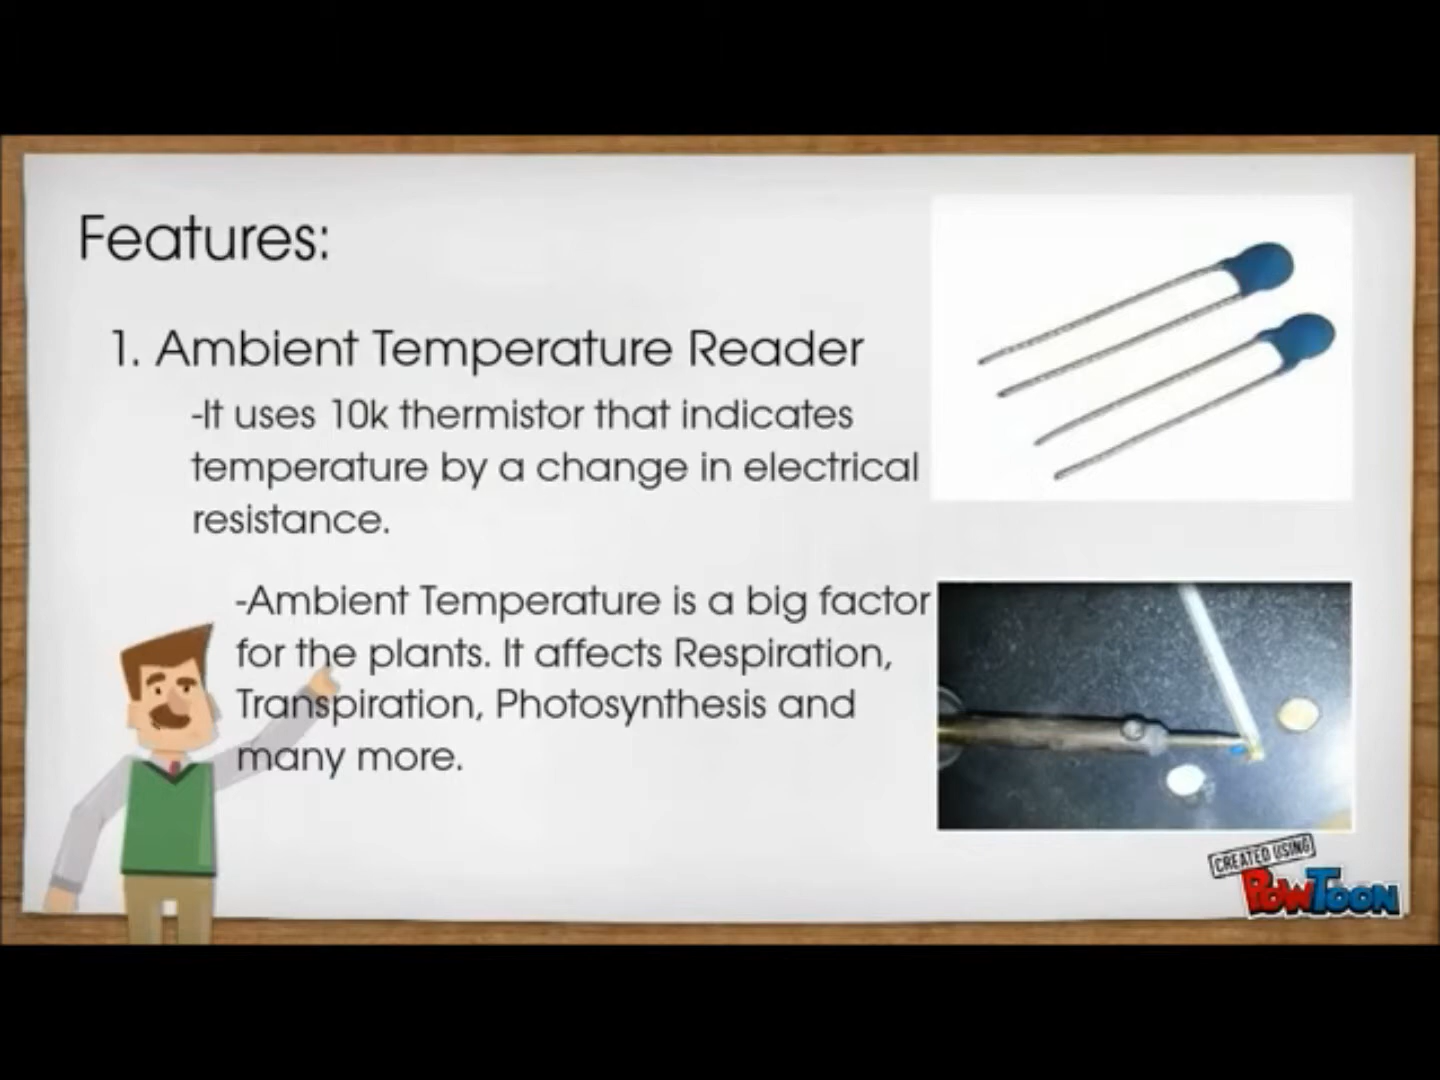 Features:
1. Ambient Temperature Reader
-It uses 10k thermistor that indicates
temperature by a change in electrical
resistance.
-Ambient Temperature is a big factor
for the plants. It affects Respiration,
Transpiration, Photosynthesis and
many more.
CREATED USING
POWTOON